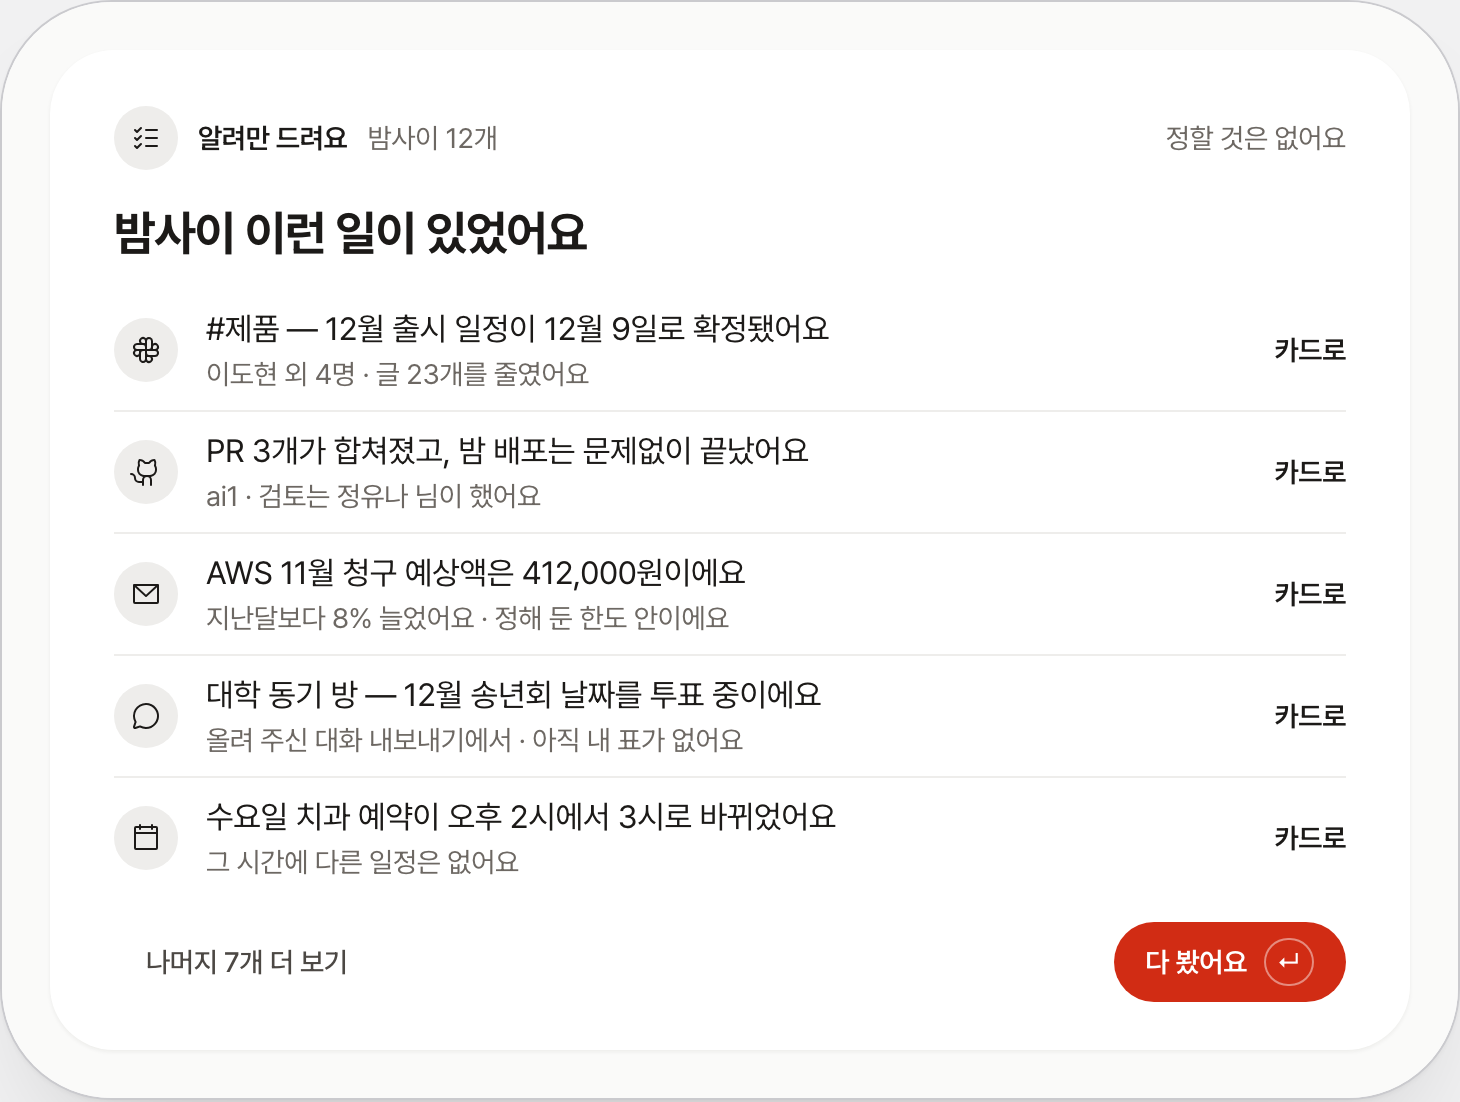 알려만 드려요 밤사이 12개 정할 것은 없어요
밤사이 이런 일이 있었어요
#제품 — 12월 출시 일정이 12월 9일로 확정됐어요
이도현 외 4명 · 글 23개를 줄였어요
카드로
PR 3개가 합쳐졌고, 밤 배포는 문제없이 끝났어요
ai1 · 검토는 정유나 님이 했어요
카드로
AWS 11월 청구 예상액은 412,000원이에요
지난달보다 8% 늘었어요 · 정해 둔 한도 안이에요
카드로
대학 동기 방 — 12월 송년회 날짜를 투표 중이에요
올려 주신 대화 내보내기에서 · 아직 내 표가 없어요
카드로
수요일 치과 예약이 오후 2시에서 3시로 바뀌었어요
그 시간에 다른 일정은 없어요
카드로
나머지 7개 더 보기
다 봤어요